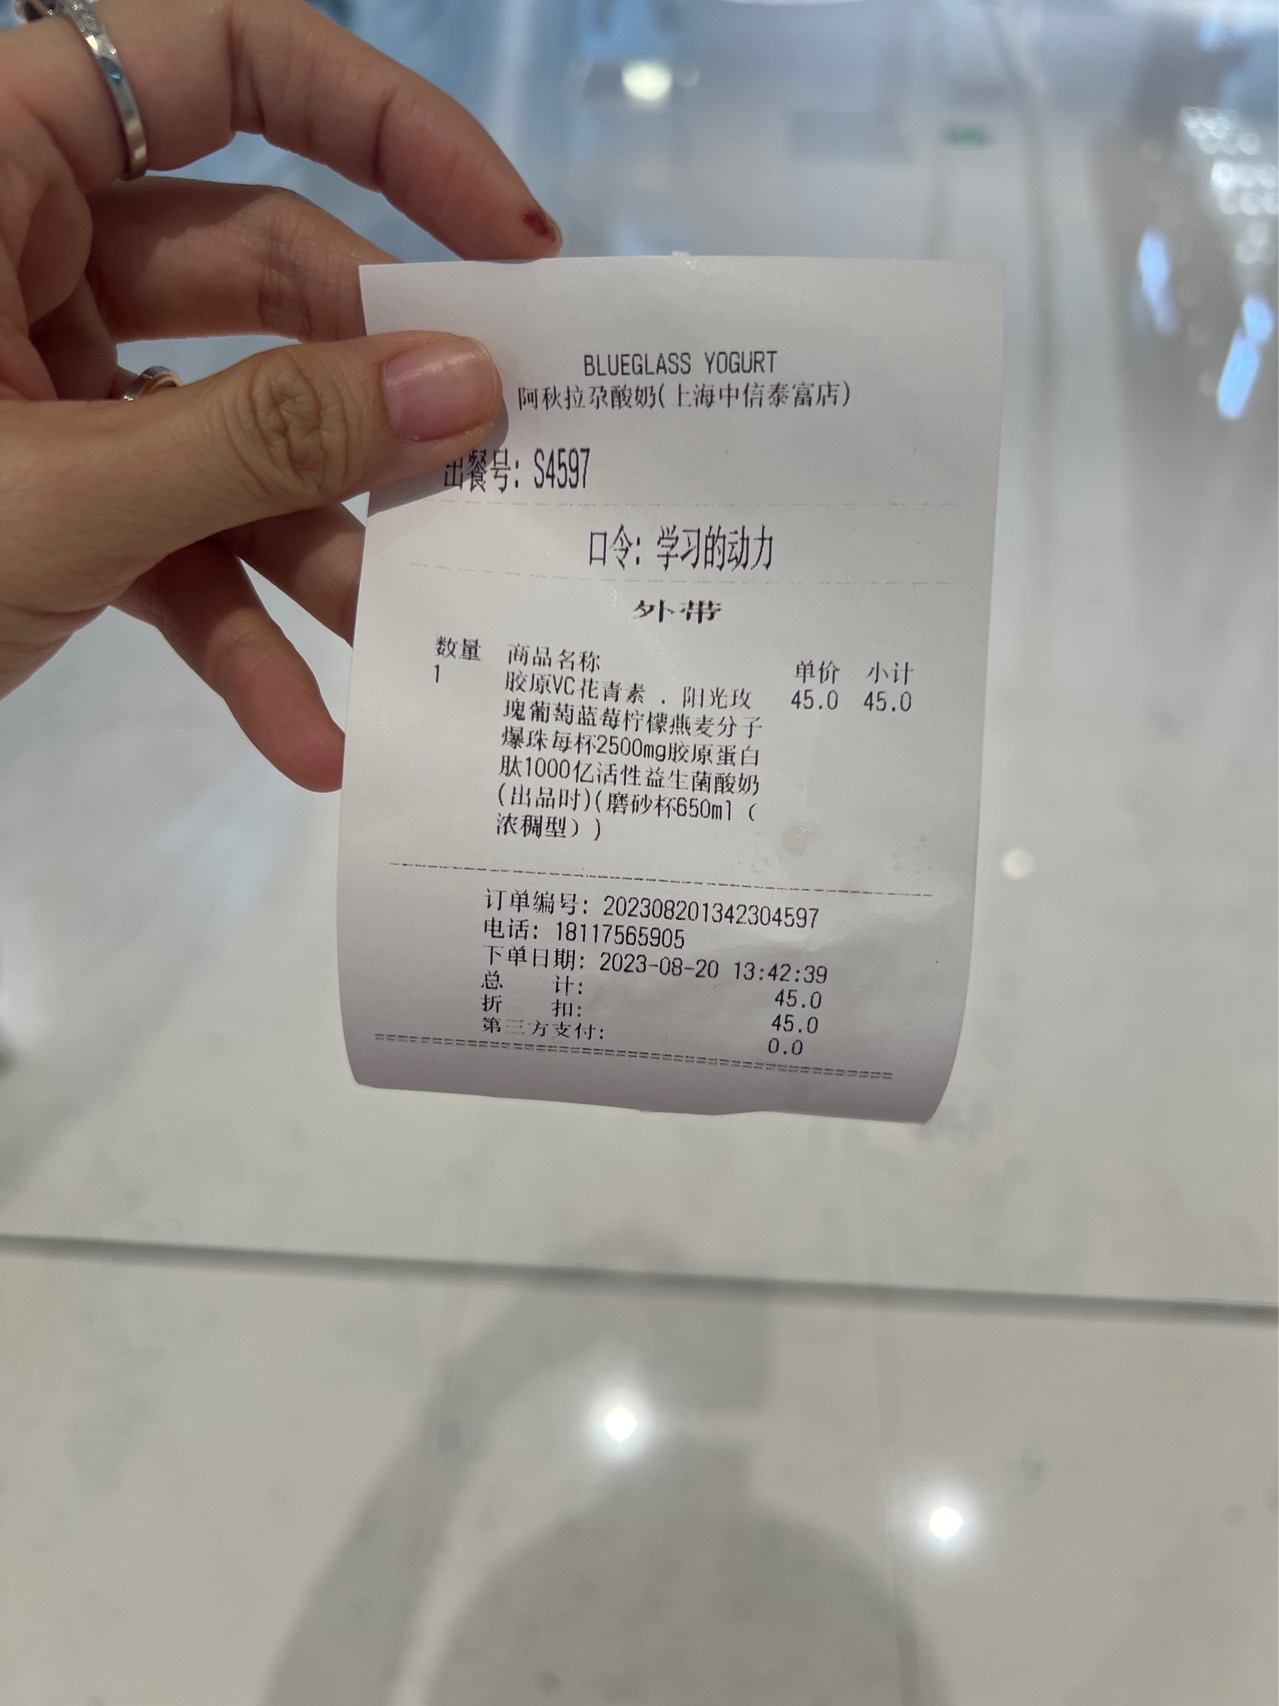 BLUEGLASS YOGURT
阿秋拉尕酸奶(上海中信泰富店)
出餐号: S4597
口令: 学习的动力
外带
数量 商品名称 单价 小计
1 胶原VC花青素 . 阳光玫 45.0 45.0
瑰葡萄蓝莓柠檬燕麦分子
爆珠每杯2500mg胶原蛋白
肽1000亿活性益生菌酸奶
(出品时)(磨砂杯650ml（
浓稠型）)
订单编号: 202308201342304597
电话: 18117565905
下单日期: 2023-08-20 13:42:39
总 计: 45.0
折 扣: 45.0
第三方支付: 0.0